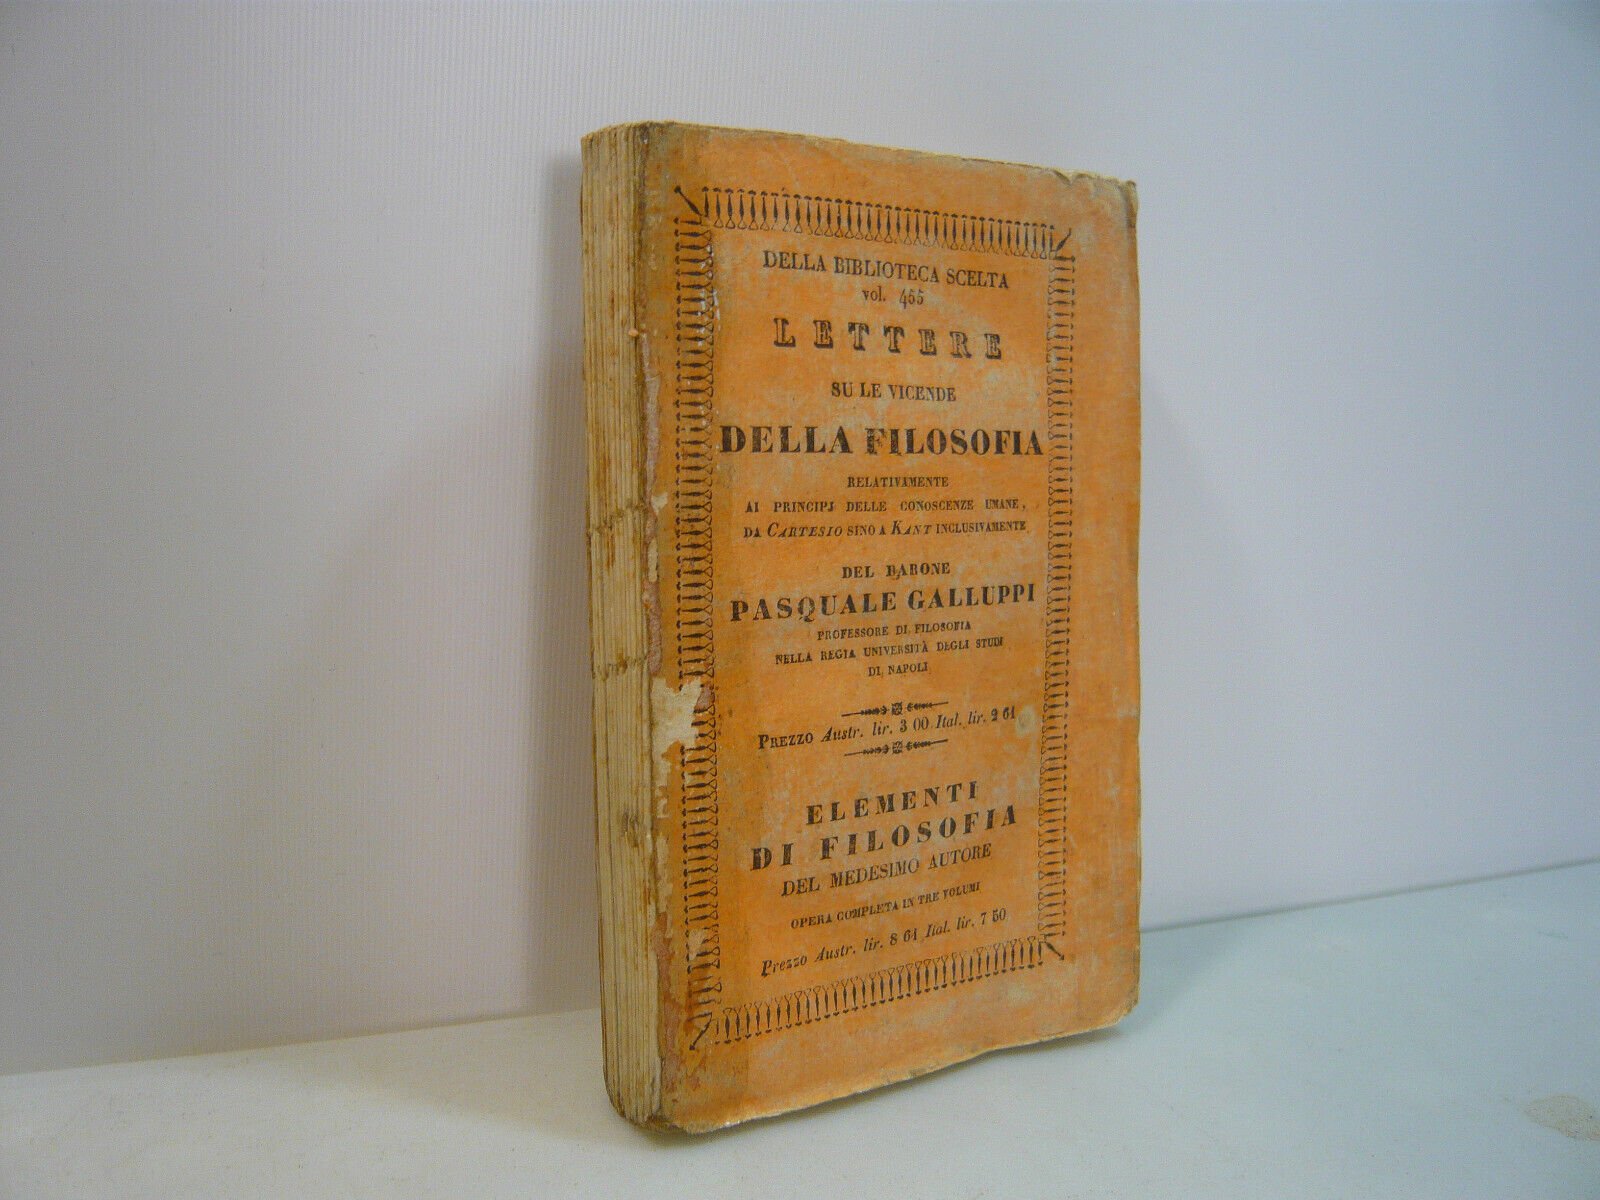 DELLA BIBLIOTECA SCELTA
vol. 455
LETTERE
SU LE VICENDE
DELLA FILOSOFIA
RELATIVAMENTE
AI PRINCIPJ DELLE CONOSCENZE UMANE,
DA CARTESIO SINO A KANT INCLUSIVAMENTE
DEL BARONE
PASQUALE GALLUPPI
PROFESSORE DI FILOSOFIA
NELLA REGIA UNIVERSITÀ DEGLI STUDI
DI NAPOLI
PREZZO Austr. lir. 3 00 Ital. lir. 2 61
ELEMENTI
DI FILOSOFIA
DEL MEDESIMO AUTORE
OPERA COMPLETA IN TRE VOLUMI
Prezzo Austr. lir. 8 61 Ital. lir. 7 50